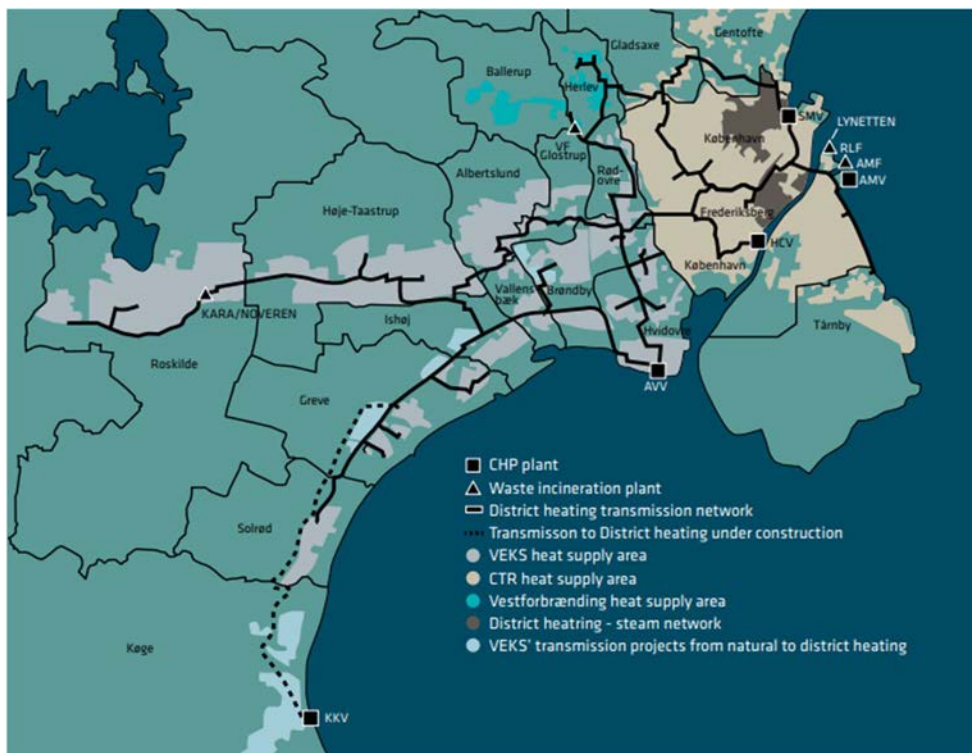 Gentofte
Gladsaxe
Ballerup
Herlev
SMV
LYNETTEN
København
RLF
VF
AMF
Glostrup
AMV
Albertslund
Rød-
ovre
Høje-Taastrup
Frederiksberg
HCV
København
Vallens
bæk
Brøndby
KARA/NOVEREN
Ishøj
Hvidovre
Tårnby
Roskilde
Greve
AVV
CHP plant
Waste incineration plant
District heating transmission network
Transmisson to District heating under construction
Solrød
VEKS heat supply area
CTR heat supply area
Vestforbrænding heat supply area
District heatring - steam network
Køge
VEKS' transmission projects from natural to district heating
KKV